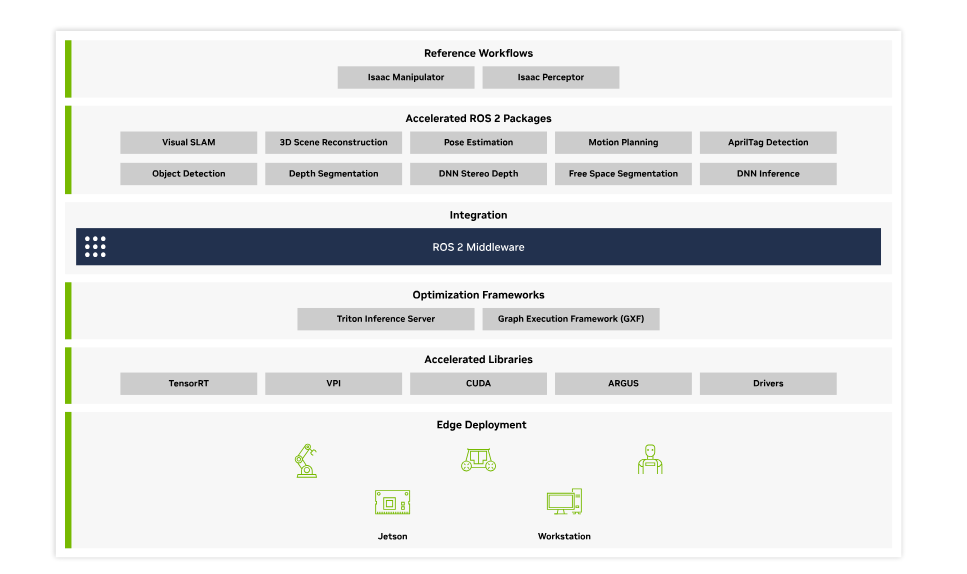 Reference Workflows
Isaac Manipulator
Isaac Perceptor
Accelerated ROS 2 Packages
Visual SLAM
3D Scene Reconstruction
Pose Estimation
Motion Planning
AprilTag Detection
Object Detection
Depth Segmentation
DNN Stereo Depth
Free Space Segmentation
DNN Inference
Integration
ROS 2 Middleware
Optimization Frameworks
Triton Inference Server
Graph Execution Framework (GXF)
Accelerated Libraries
TensorRT
VPI
CUDA
ARGUS
Drivers
Edge Deployment
Jetson
Workstation